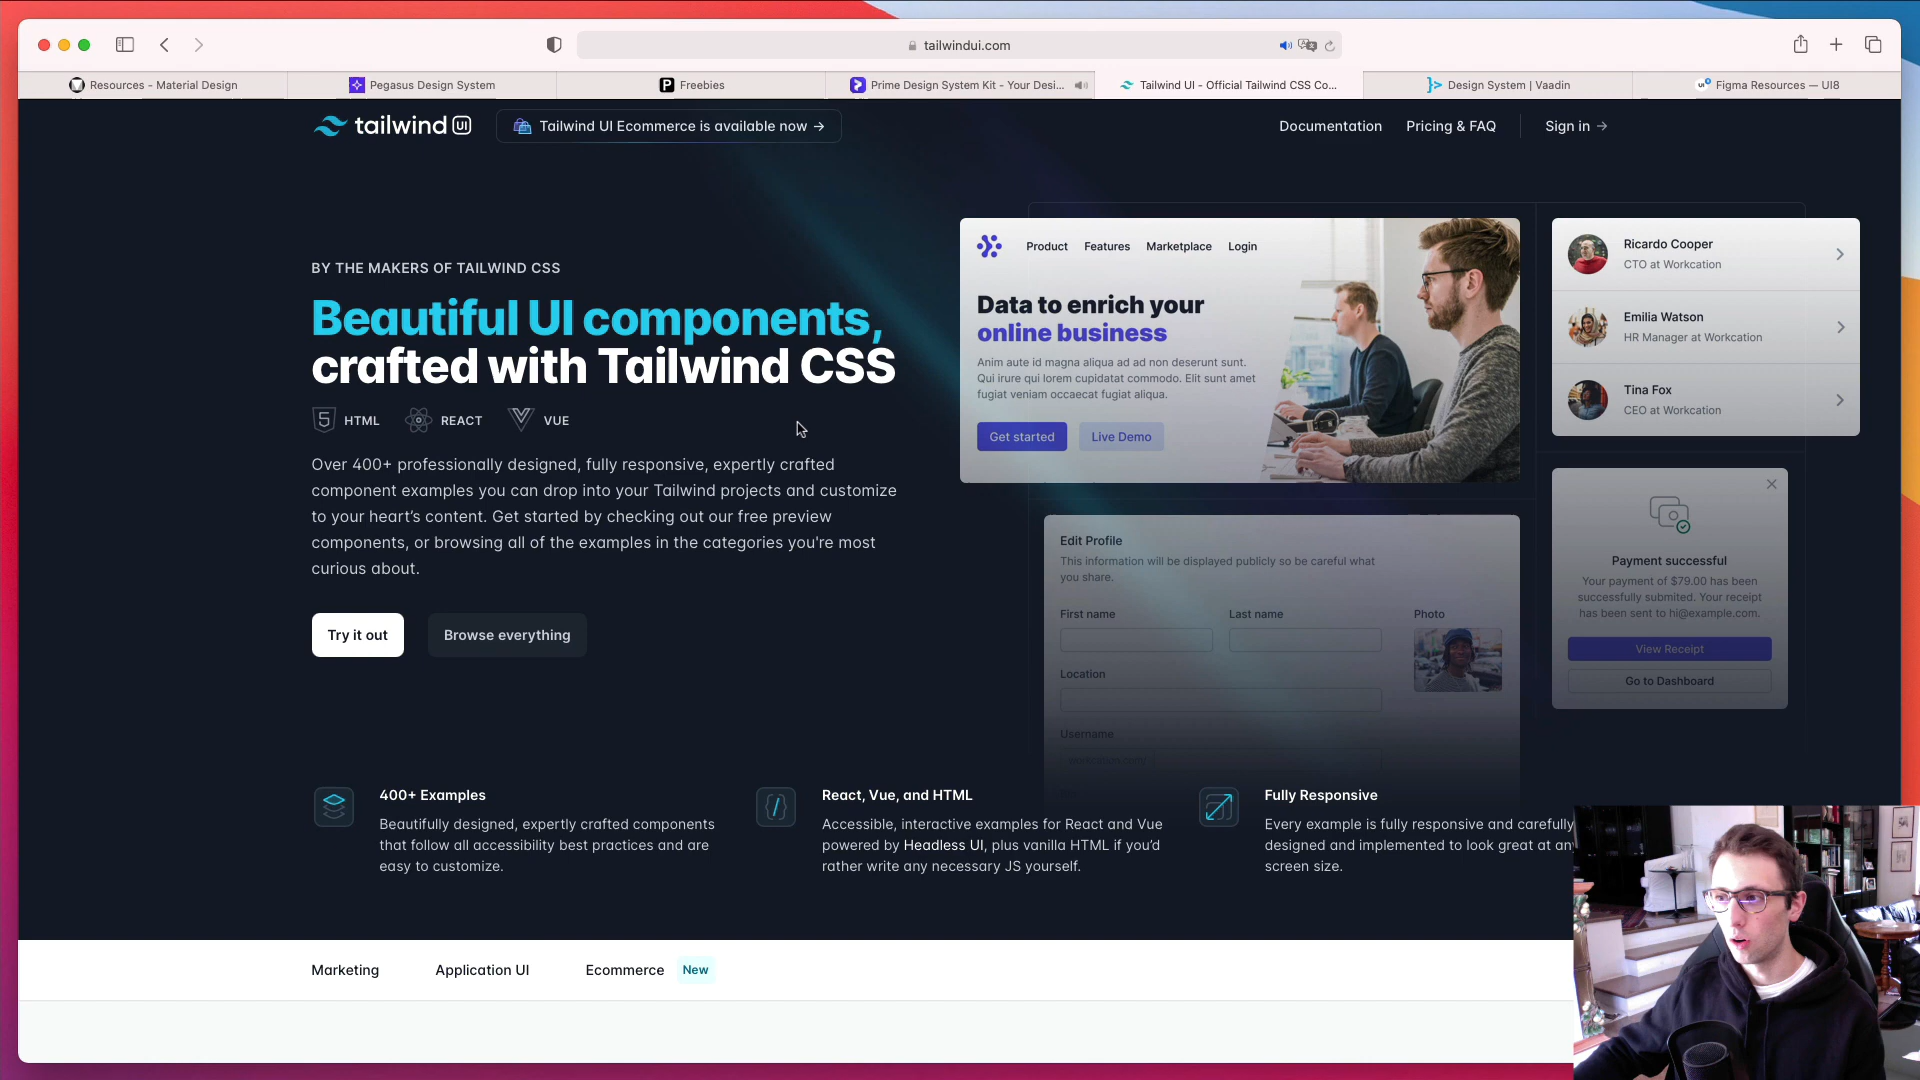 tailwindui.com
Resources - Material Design
Pegasus Design System
Freebies
Prime Design System Kit - Your Desi...
Tailwind UI - Official Tailwind CSS Co...
Design System | Vaadin
Figma Resources — UI8
tailwind UI
Tailwind UI Ecommerce is available now →
Documentation
Pricing & FAQ
Sign in →
BY THE MAKERS OF TAILWIND CSS
Beautiful UI components,
crafted with Tailwind CSS
HTML
REACT
VUE
Over 400+ professionally designed, fully responsive, expertly crafted
component examples you can drop into your Tailwind projects and customize
to your heart’s content. Get started by checking out our free preview
components, or browsing all of the examples in the categories you're most
curious about.
Try it out
Browse everything
Product
Features
Marketplace
Login
Data to enrich your
online business
Anim aute id magna aliqua ad ad non deserunt sunt.
Qui irure qui lorem cupidatat commodo. Elit sunt amet
fugiat veniam occaecat fugiat aliqua.
Get started
Live Demo
Ricardo Cooper
CTO at Workcation
Emilia Watson
HR Manager at Workcation
Tina Fox
CEO at Workcation
Edit Profile
This information will be displayed publicly so be careful what
you share.
First name
Last name
Photo
Location
Username
Payment successful
Your payment of $79.00 has been
successfully submited. Your receipt
has been sent to hi@example.com.
View Receipt
Go to Dashboard
400+ Examples
Beautifully designed, expertly crafted components
that follow all accessibility best practices and are
easy to customize.
React, Vue, and HTML
Accessible, interactive examples for React and Vue
powered by Headless UI, plus vanilla HTML if you’d
rather write any necessary JS yourself.
Fully Responsive
Every example is fully responsive and carefully
designed and implemented to look great at an
screen size.
Marketing
Application UI
Ecommerce
New